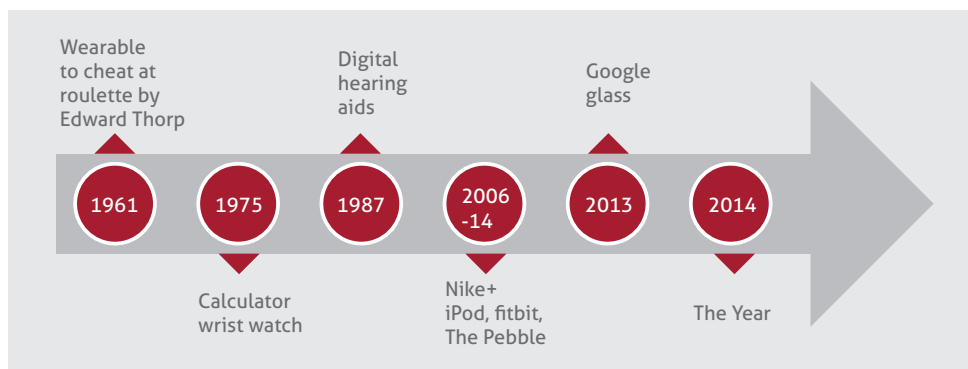 Wearable
to cheat at
roulette by
Edward Thorp
Digital
hearing
aids
Google
glass
1961
1975
1987
2006
-14
2013
2014
Calculator
wrist watch
Nike+
iPod, fitbit,
The Pebble
The Year